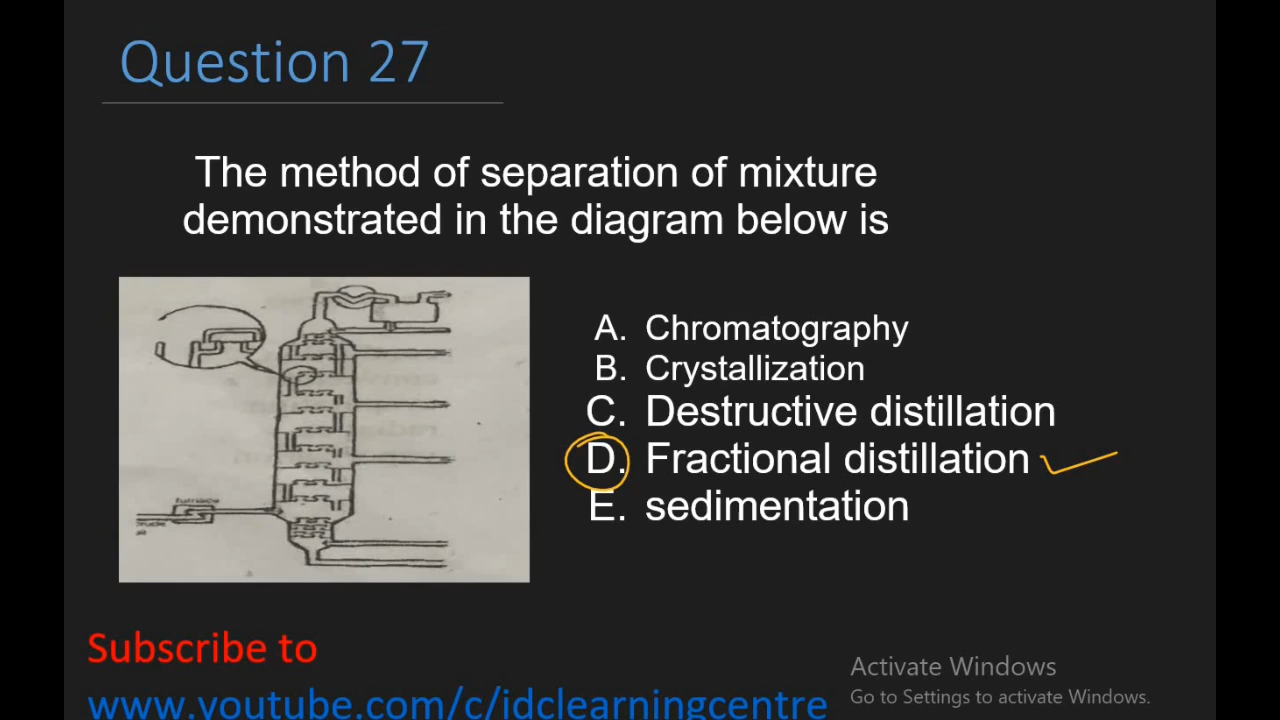 Question 27
The method of separation of mixture
demonstrated in the diagram below is
A. Chromatography
B. Crystallization
C. Destructive distillation
D. Fractional distillation
E. sedimentation
furnace
Subscribe to
www.youtube.com/c/idclearningcentre
Activate Windows
Go to Settings to activate Windows.